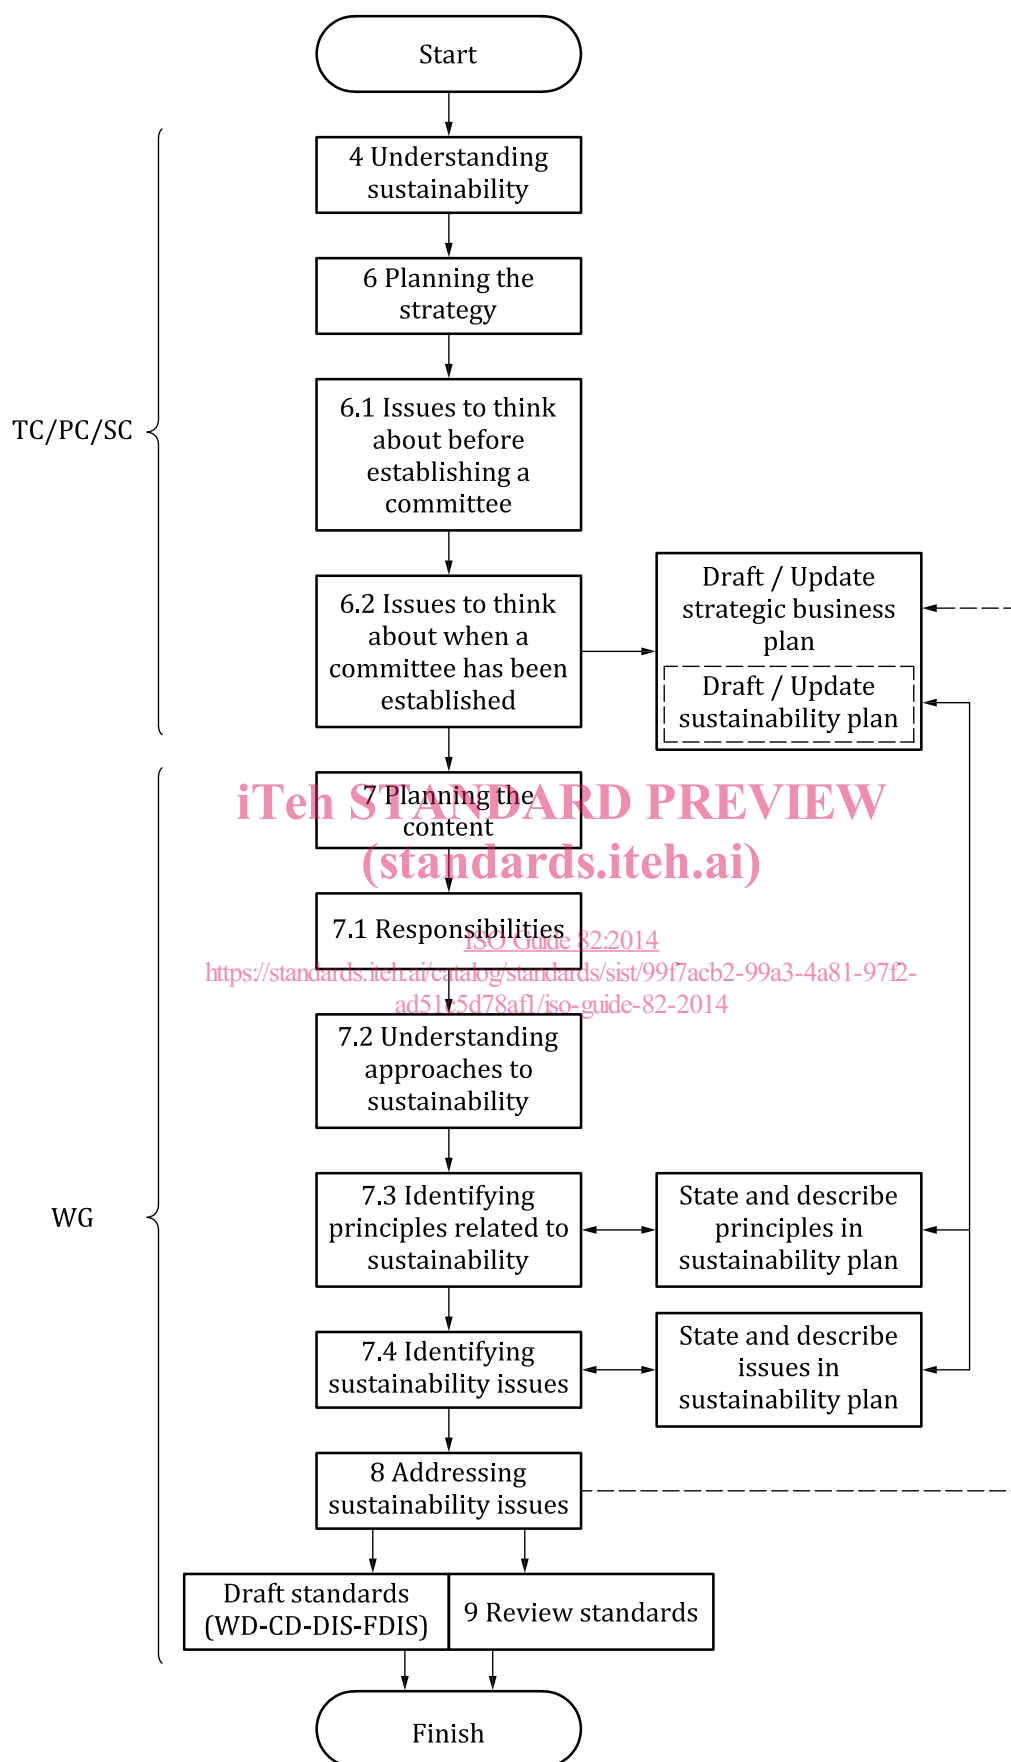 Start
4 Understanding
sustainability
6 Planning the
strategy
TC/PC/SC
6.1 Issues to think
about before
establishing a
committee
6.2 Issues to think
about when a
committee has been
established
Draft / Update
strategic business
plan
Draft / Update
sustainability plan
7 Planning the
content
iTeh STANDARD PREVIEW
(standards.iteh.ai)
7.1 Responsibilities
ISO Guide 82:2014
https://standards.iteh.ai/catalog/standards/sist/99f7acb2-99a3-4a81-97f2-
ad51c5d78af1/iso-guide-82-2014
7.2 Understanding
approaches to
sustainability
WG
7.3 Identifying
principles related to
sustainability
State and describe
principles in
sustainability plan
7.4 Identifying
sustainability issues
State and describe
issues in
sustainability plan
8 Addressing
sustainability issues
Draft standards
(WD-CD-DIS-FDIS)
9 Review standards
Finish